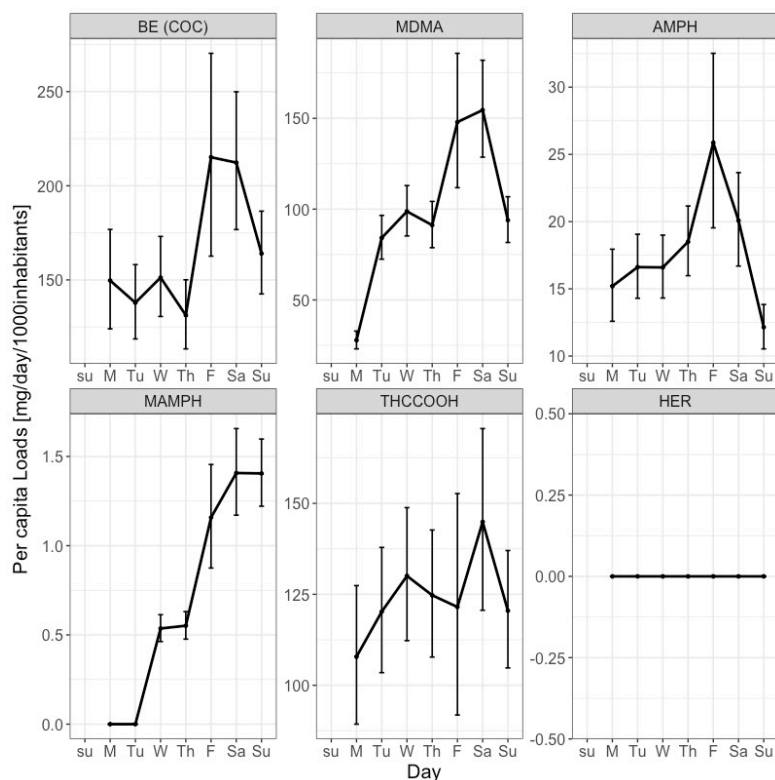 BE (COC) MDMA AMPH
250 200 150
150 100 50
30 25 20 15 10
su M Tu W Th F Sa Su su M Tu W Th F Sa Su su M Tu W Th F Sa Su
MAMPH THCCOOH HER
1.5 1.0 0.5 0.0
150 125 100
0.50 0.25 0.00 -0.25 -0.50
su M Tu W Th F Sa Su su M Tu W Th F Sa Su su M Tu W Th F Sa Su
Day
Per capita Loads [mg/day/1000inhabitants]